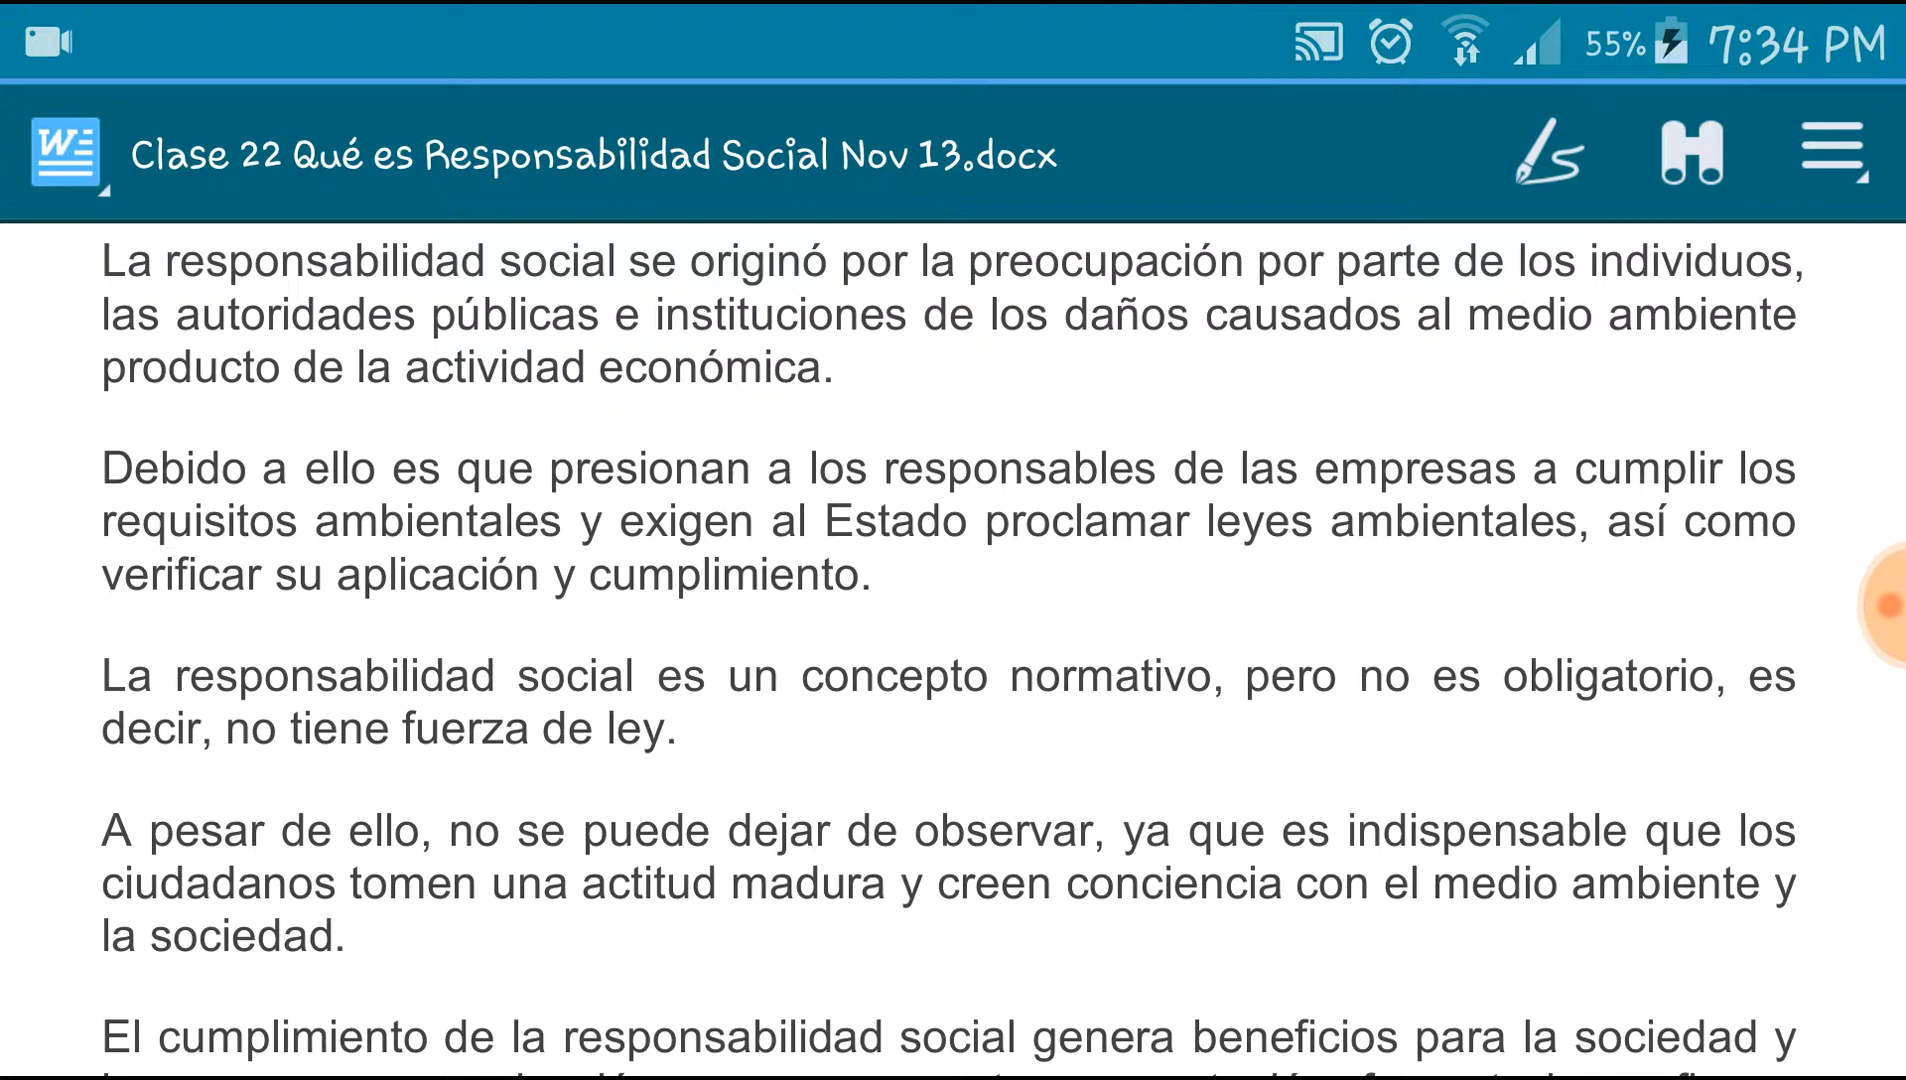 55% 7:34 PM
Clase 22 Qué es Responsabilidad Social Nov 13.docx
La responsabilidad social se originó por la preocupación por parte de los individuos,
las autoridades públicas e instituciones de los daños causados al medio ambiente
producto de la actividad económica.
Debido a ello es que presionan a los responsables de las empresas a cumplir los
requisitos ambientales y exigen al Estado proclamar leyes ambientales, así como
verificar su aplicación y cumplimiento.
La responsabilidad social es un concepto normativo, pero no es obligatorio, es
decir, no tiene fuerza de ley.
A pesar de ello, no se puede dejar de observar, ya que es indispensable que los
ciudadanos tomen una actitud madura y creen conciencia con el medio ambiente y
la sociedad.
El cumplimiento de la responsabilidad social genera beneficios para la sociedad y